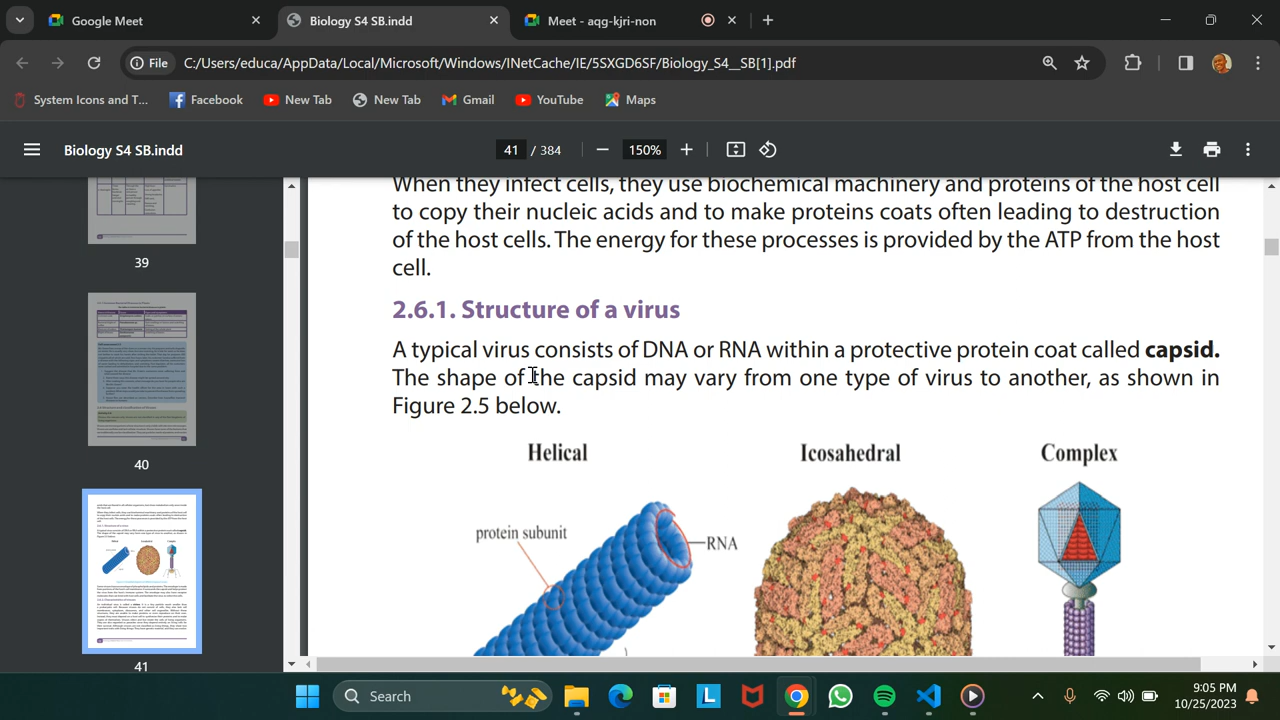 Google Meet
Biology S4 SB.indd
Meet - aqg-kjri-non
File
C:/Users/educa/AppData/Local/Microsoft/Windows/INetCache/IE/5SXGD6SF/Biology_S4__SB[1].pdf
System Icons and T...
Facebook
New Tab
New Tab
Gmail
YouTube
Maps
Biology S4 SB.indd
41 / 384
150%
39
40
41
When they infect cells, they use biochemical machinery and proteins of the host cell
to copy their nucleic acids and to make proteins coats often leading to destruction
of the host cells. The energy for these processes is provided by the ATP from the host
cell.
2.6.1. Structure of a virus
A typical virus consists of DNA or RNA within a protective protein coat called capsid.
The shape of the capsid may vary from one type of virus to another, as shown in
Figure 2.5 below.
Helical
Icosahedral
Complex
protein subunit
RNA
Search
9:05 PM
10/25/2023